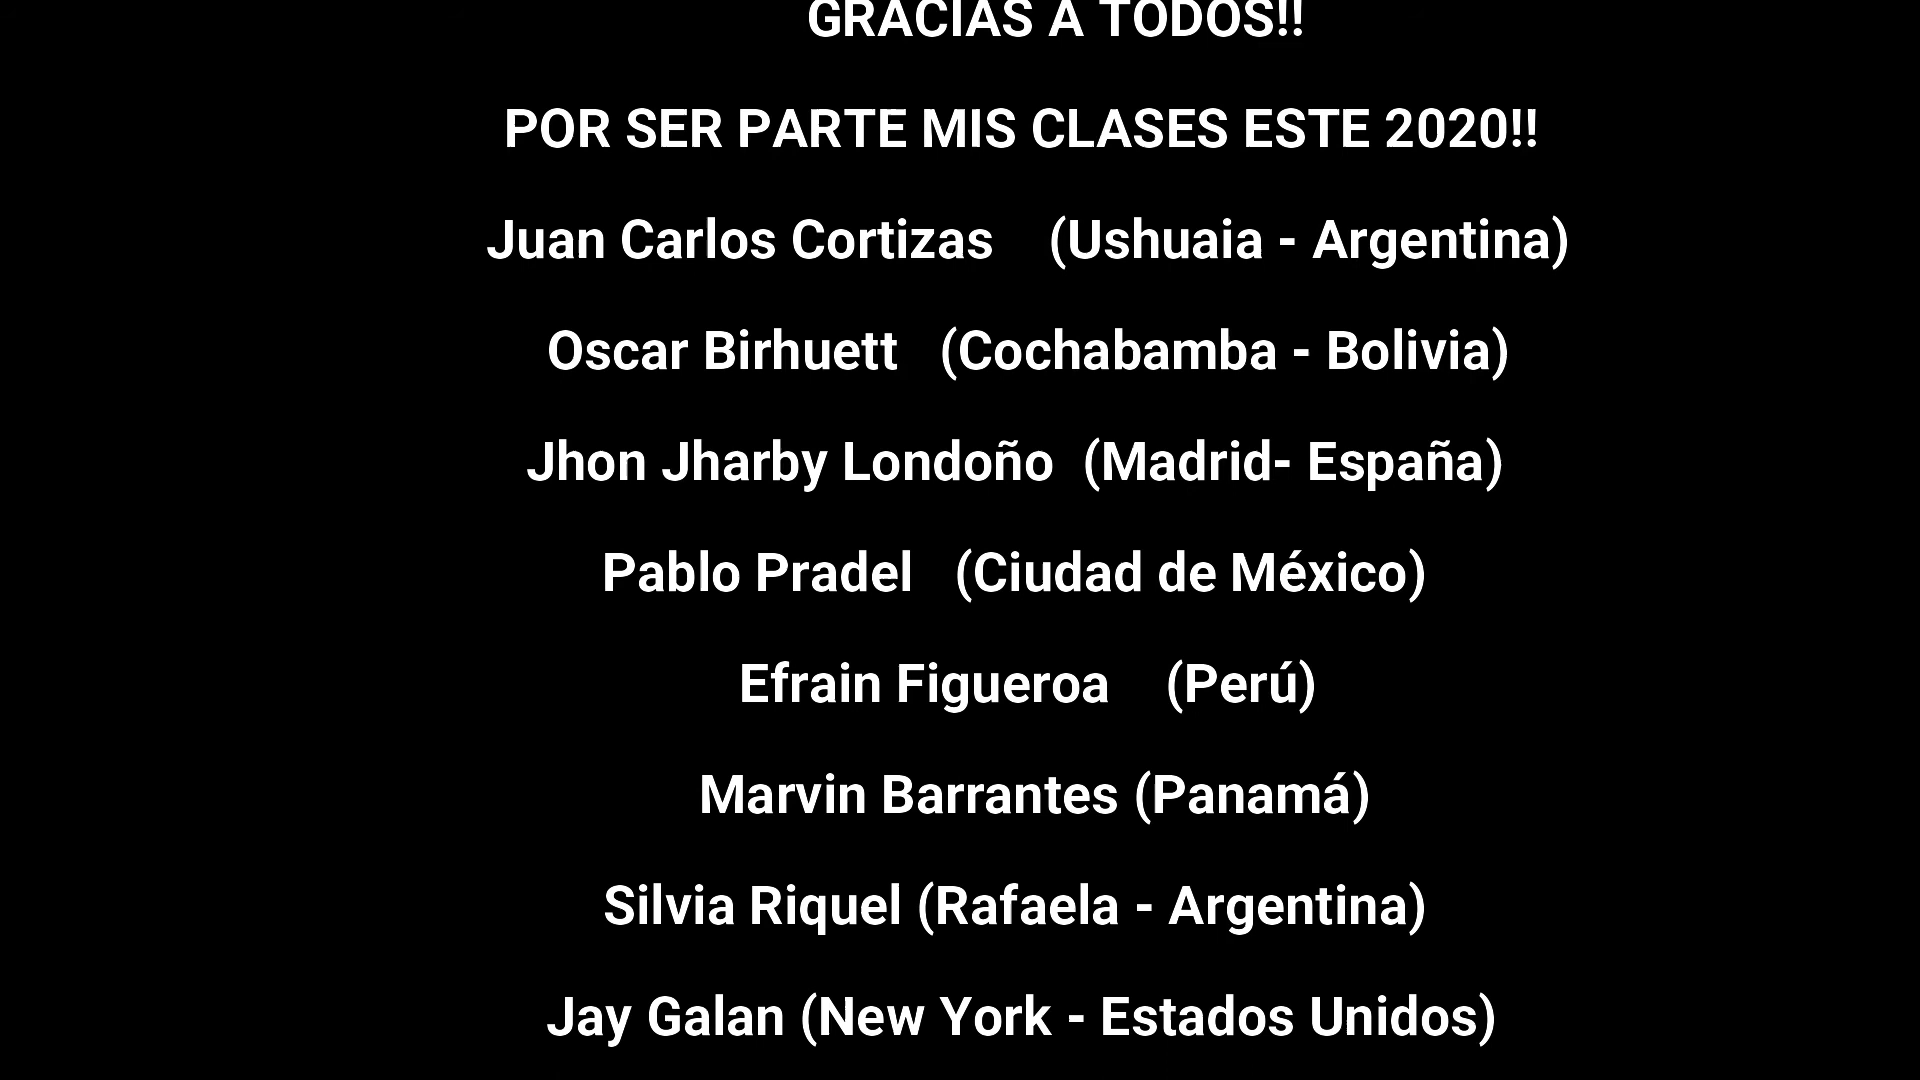 GRACIAS A TODOS!!
POR SER PARTE MIS CLASES ESTE 2020!!
Juan Carlos Cortizas (Ushuaia - Argentina)
Oscar Birhuett (Cochabamba - Bolivia)
Jhon Jharby Londoño (Madrid- España)
Pablo Pradel (Ciudad de México)
Efrain Figueroa (Perú)
Marvin Barrantes (Panamá)
Silvia Riquel (Rafaela - Argentina)
Jay Galan (New York - Estados Unidos)